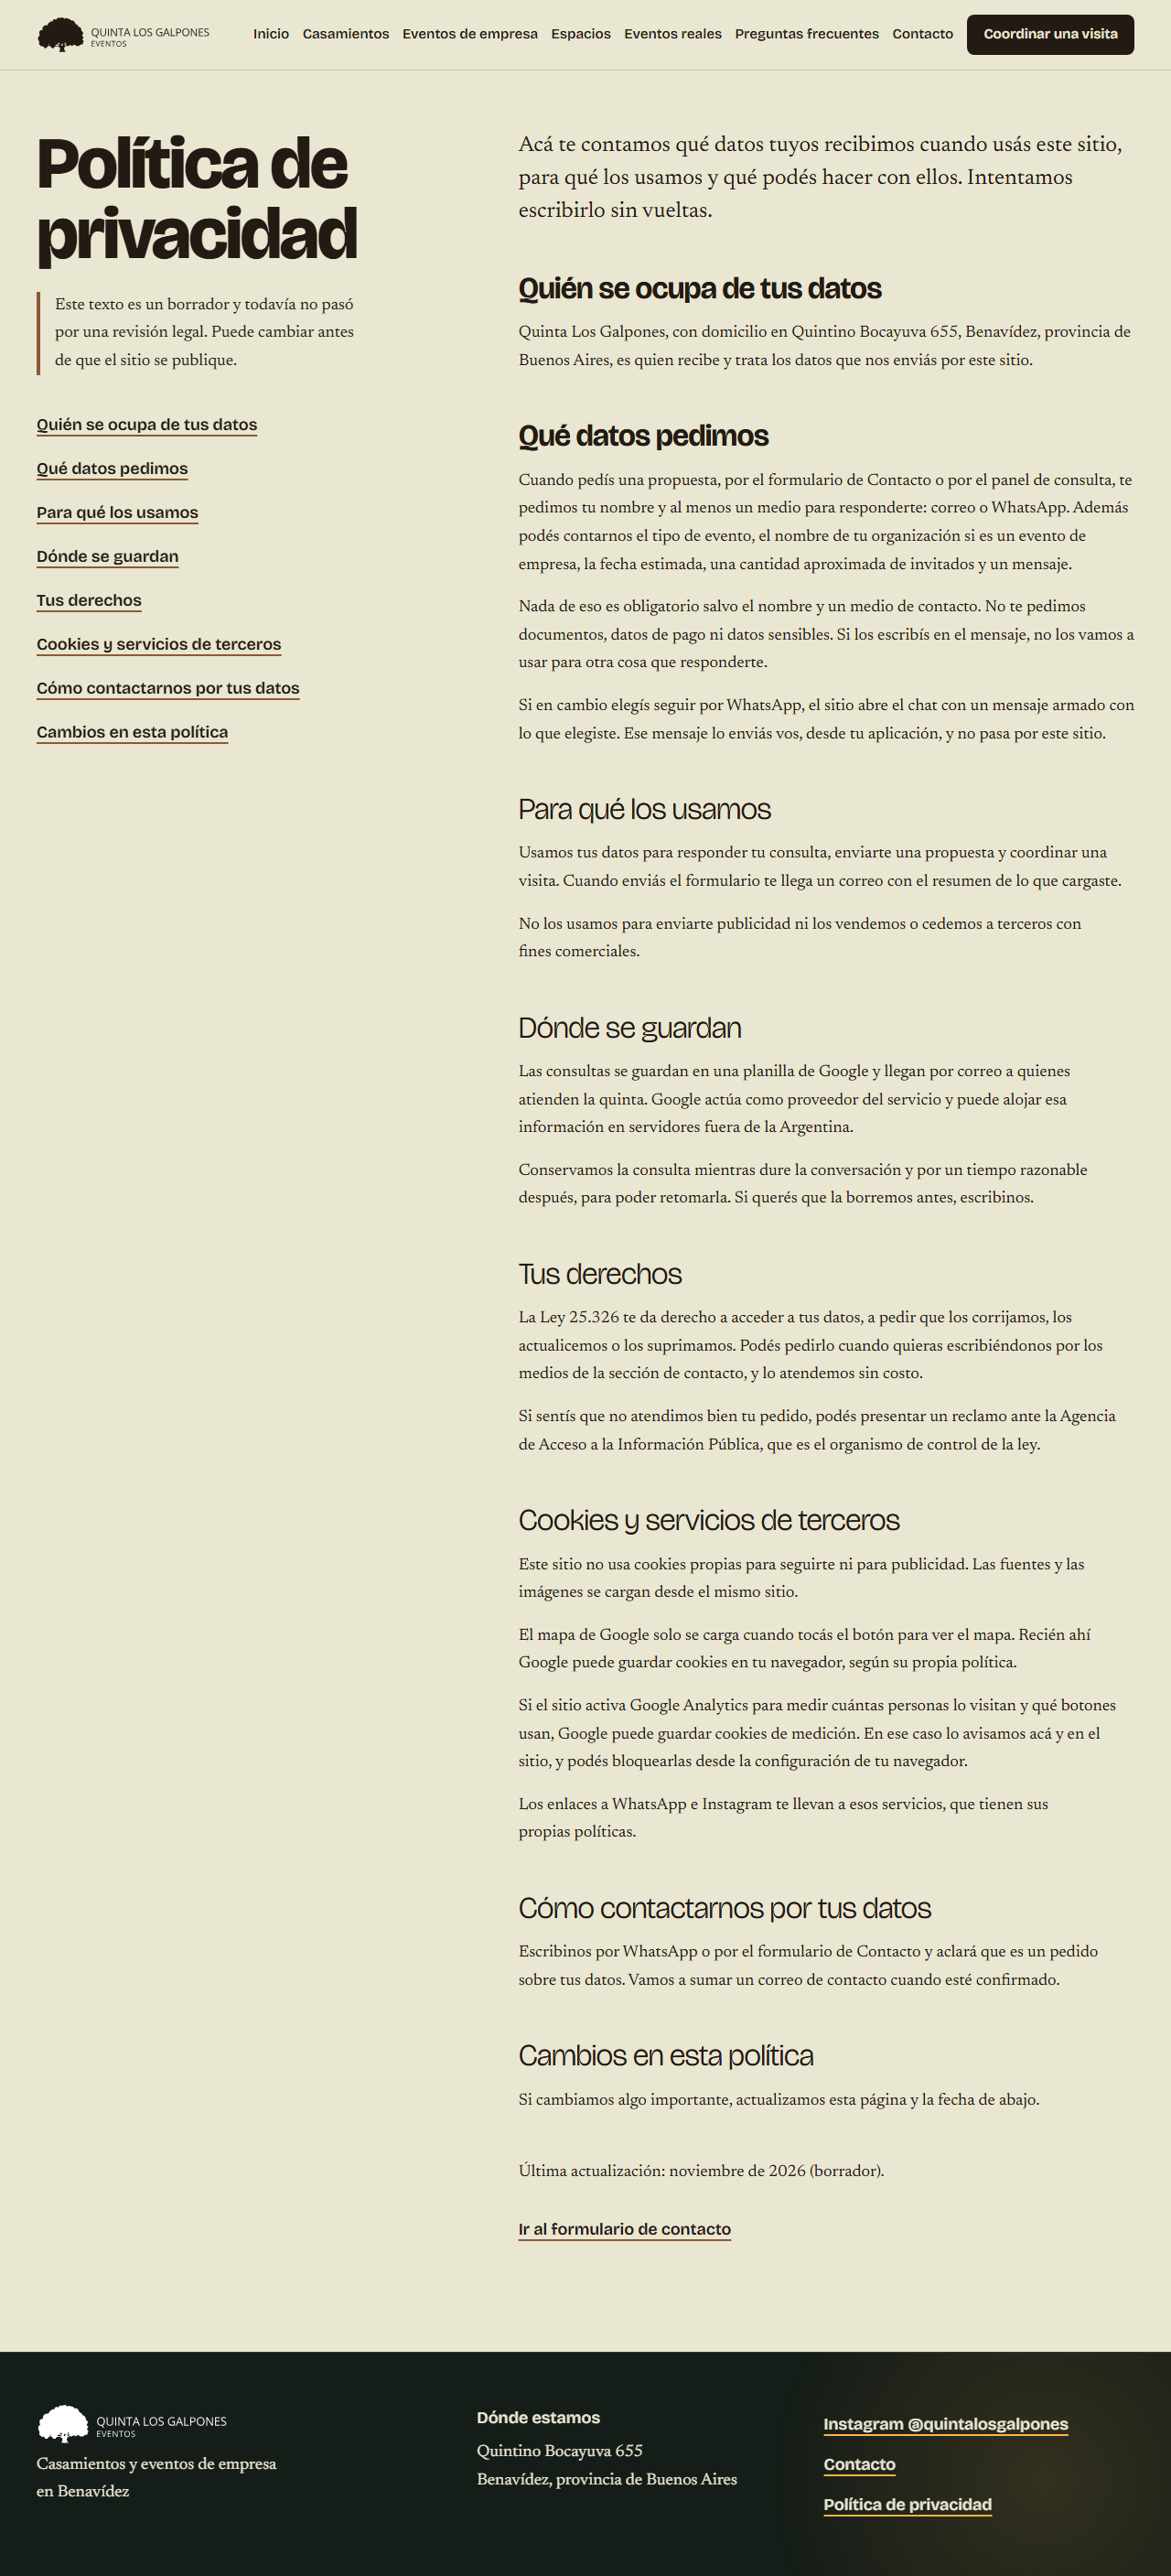 QUINTA LOS GALPONES
EVENTOS
Inicio Casamientos Eventos de empresa Espacios Eventos reales Preguntas frecuentes Contacto Coordinar una visita
Política de
privacidad
Este texto es un borrador y todavía no pasó
por una revisión legal. Puede cambiar antes
de que el sitio se publique.
Quién se ocupa de tus datos
Qué datos pedimos
Para qué los usamos
Dónde se guardan
Tus derechos
Cookies y servicios de terceros
Cómo contactarnos por tus datos
Cambios en esta política
Acá te contamos qué datos tuyos recibimos cuando usás este sitio,
para qué los usamos y qué podés hacer con ellos. Intentamos
escribirlo sin vueltas.
Quién se ocupa de tus datos
Quinta Los Galpones, con domicilio en Quintino Bocayuva 655, Benavídez, provincia de
Buenos Aires, es quien recibe y trata los datos que nos enviás por este sitio.
Qué datos pedimos
Cuando pedís una propuesta, por el formulario de Contacto o por el panel de consulta, te
pedimos tu nombre y al menos un medio para responderte: correo o WhatsApp. Además
podés contarnos el tipo de evento, el nombre de tu organización si es un evento de
empresa, la fecha estimada, una cantidad aproximada de invitados y un mensaje.
Nada de eso es obligatorio salvo el nombre y un medio de contacto. No te pedimos
documentos, datos de pago ni datos sensibles. Si los escribís en el mensaje, no los vamos a
usar para otra cosa que responderte.
Si en cambio elegís seguir por WhatsApp, el sitio abre el chat con un mensaje armado con
lo que elegiste. Ese mensaje lo enviás vos, desde tu aplicación, y no pasa por este sitio.
Para qué los usamos
Usamos tus datos para responder tu consulta, enviarte una propuesta y coordinar una
visita. Cuando enviás el formulario te llega un correo con el resumen de lo que cargaste.
No los usamos para enviarte publicidad ni los vendemos o cedemos a terceros con
fines comerciales.
Dónde se guardan
Las consultas se guardan en una planilla de Google y llegan por correo a quienes
atienden la quinta. Google actúa como proveedor del servicio y puede alojar esa
información en servidores fuera de la Argentina.
Conservamos la consulta mientras dure la conversación y por un tiempo razonable
después, para poder retomarla. Si querés que la borremos antes, escribinos.
Tus derechos
La Ley 25.326 te da derecho a acceder a tus datos, a pedir que los corrijamos, los
actualicemos o los suprimamos. Podés pedirlo cuando quieras escribiéndonos por los
medios de la sección de contacto, y lo atendemos sin costo.
Si sentís que no atendimos bien tu pedido, podés presentar un reclamo ante la Agencia
de Acceso a la Información Pública, que es el organismo de control de la ley.
Cookies y servicios de terceros
Este sitio no usa cookies propias para seguirte ni para publicidad. Las fuentes y las
imágenes se cargan desde el mismo sitio.
El mapa de Google solo se carga cuando tocás el botón para ver el mapa. Recién ahí
Google puede guardar cookies en tu navegador, según su propia política.
Si el sitio activa Google Analytics para medir cuántas personas lo visitan y qué botones
usan, Google puede guardar cookies de medición. En ese caso lo avisamos acá y en el
sitio, y podés bloquearlas desde la configuración de tu navegador.
Los enlaces a WhatsApp e Instagram te llevan a esos servicios, que tienen sus
propias políticas.
Cómo contactarnos por tus datos
Escribinos por WhatsApp o por el formulario de Contacto y aclará que es un pedido
sobre tus datos. Vamos a sumar un correo de contacto cuando esté confirmado.
Cambios en esta política
Si cambiamos algo importante, actualizamos esta página y la fecha de abajo.
Última actualización: noviembre de 2026 (borrador).
Ir al formulario de contacto
QUINTA LOS GALPONES
EVENTOS
Casamientos y eventos de empresa
en Benavídez
Dónde estamos
Quintino Bocayuva 655
Benavídez, provincia de Buenos Aires
Instagram @quintalosgalpones
Contacto
Política de privacidad